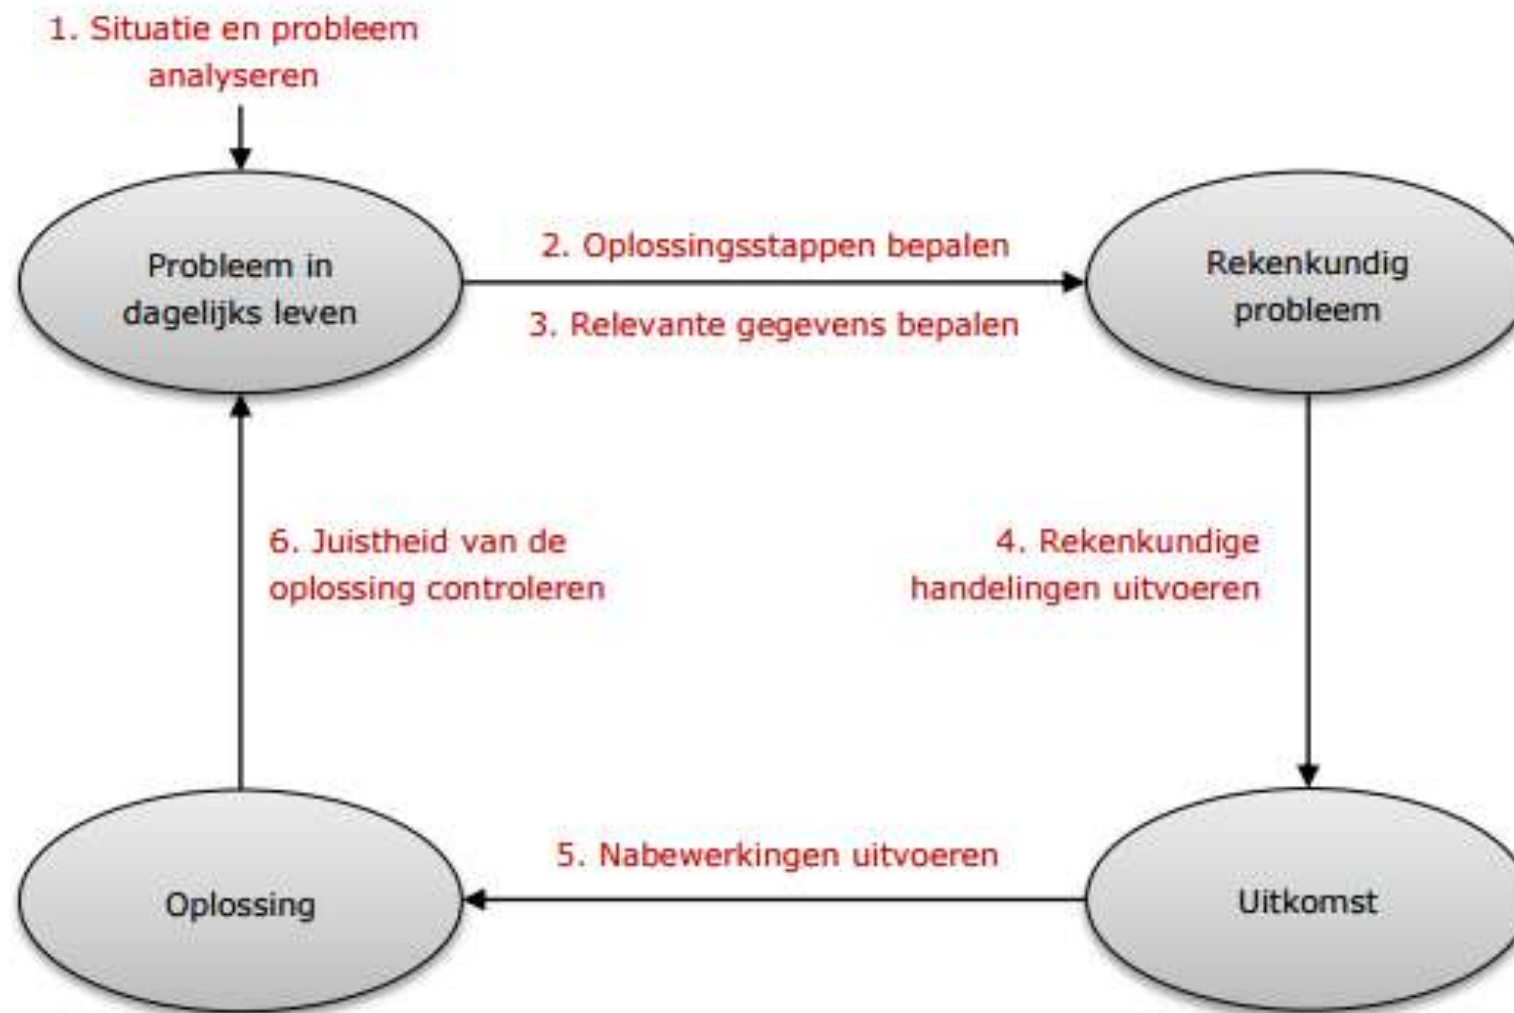 1. Situatie en probleem
analyseren
Probleem in
dagelijks leven
2. Oplossingsstappen bepalen
3. Relevante gegevens bepalen
Rekenkundig
probleem
4. Rekenkundige
handelingen uitvoeren
Uitkomst
5. Nabewerkingen uitvoeren
Oplossing
6. Juistheid van de
oplossing controleren